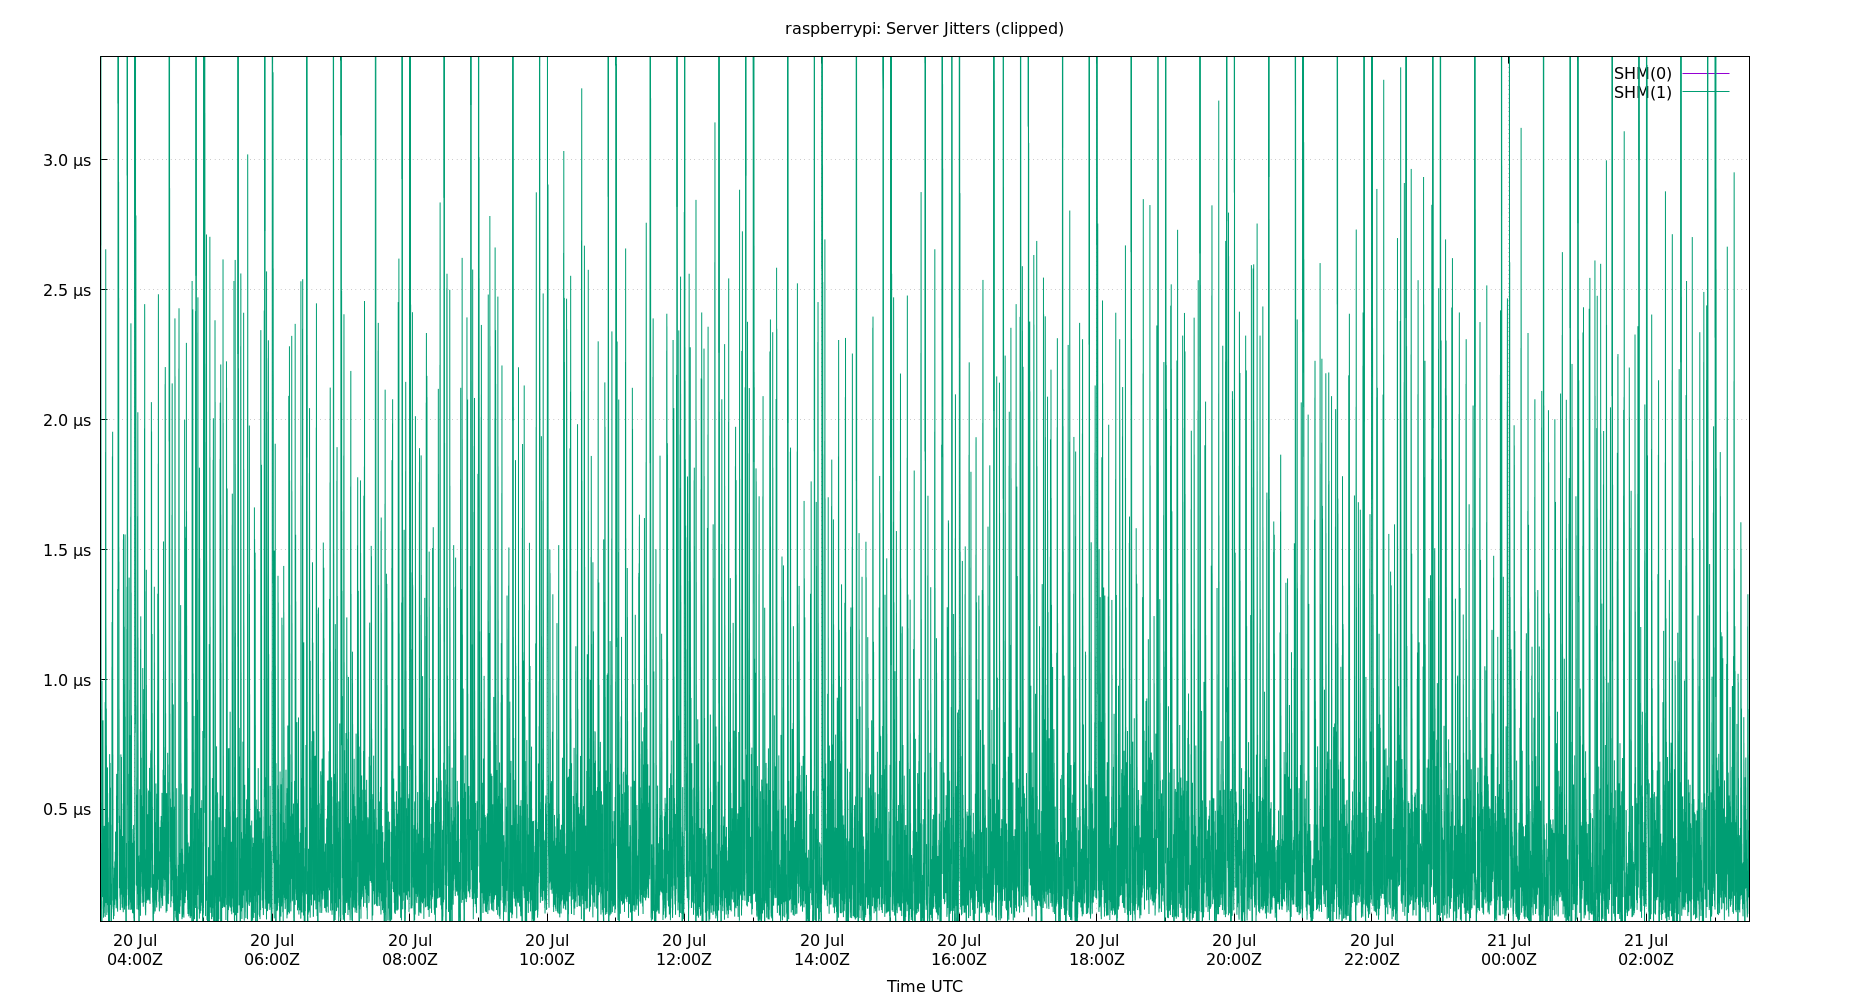 raspberrypi: Server Jitters (clipped)
SHM(0)
SHM(1)
3.0 µs
2.5 µs
2.0 µs
1.5 µs
1.0 µs
0.5 µs
20 Jul 20 Jul 20 Jul 20 Jul 20 Jul 20 Jul 20 Jul 20 Jul 20 Jul 20 Jul 21 Jul 21 Jul
04:00Z 06:00Z 08:00Z 10:00Z 12:00Z 14:00Z 16:00Z 18:00Z 20:00Z 22:00Z 00:00Z 02:00Z
Time UTC